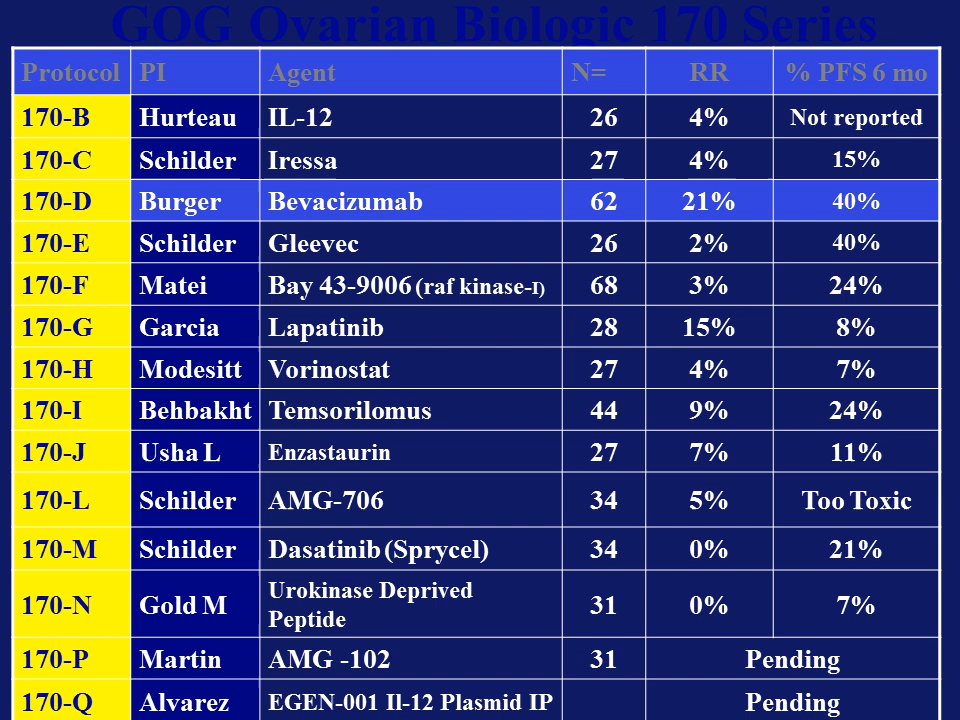 GOG Ovarian Biologic 170 Series
Protocol PI Agent N= RR % PFS 6 mo
170-B Hurteau IL-12 26 4% Not reported
170-C Schilder Iressa 27 4% 15%
170-D Burger Bevacizumab 62 21% 40%
170-E Schilder Gleevec 26 2% 40%
170-F Matei Bay 43-9006 (raf kinase-I) 68 3% 24%
170-G Garcia Lapatinib 28 15% 8%
170-H Modesitt Vorinostat 27 4% 7%
170-I Behbakht Temsorilomus 44 9% 24%
170-J Usha L Enzastaurin 27 7% 11%
170-L Schilder AMG-706 34 5% Too Toxic
170-M Schilder Dasatinib (Sprycel) 34 0% 21%
170-N Gold M Urokinase Deprived
Peptide 31 0% 7%
170-P Martin AMG -102 31 Pending
170-Q Alvarez EGEN-001 Il-12 Plasmid IP Pending